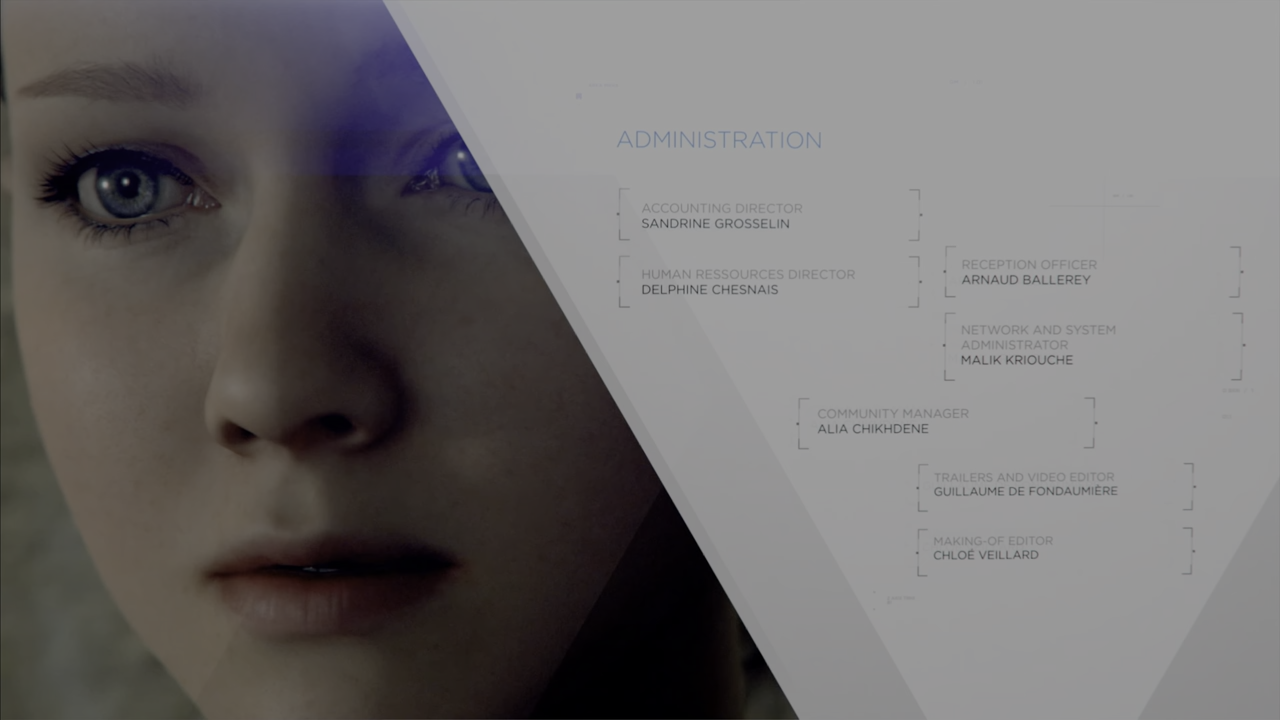 ADMINISTRATION
ACCOUNTING DIRECTOR
SANDRINE GROSSELIN
HUMAN RESSOURCES DIRECTOR
DELPHINE CHESNAIS
RECEPTION OFFICER
ARNAUD BALLEREY
NETWORK AND SYSTEM
ADMINISTRATOR
MALIK KRIOUCHE
COMMUNITY MANAGER
ALIA CHIKHDENE
TRAILERS AND VIDEO EDITOR
GUILLAUME DE FONDAUMIÈRE
MAKING-OF EDITOR
CHLOÉ VEILLARD